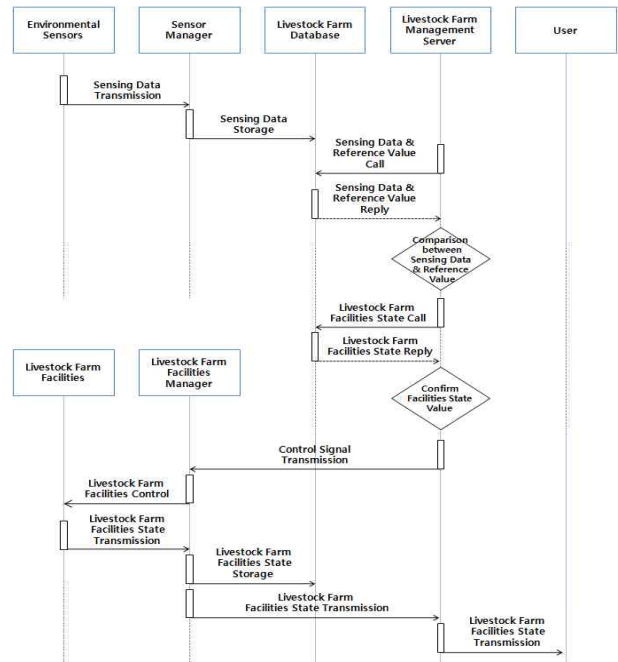 Environmental
Sensors
Sensor
Manager
Livestock Farm
Database
Livestock Farm
Management
Server
User
Sensing Data
Transmission
Sensing Data
Storage
Sensing Data &
Reference Value
Call
Sensing Data &
Reference Value
Reply
Comparison
between
Sensing Data
& Reference
Value
Livestock Farm
Facilities State Call
Livestock Farm
Facilities State Reply
Livestock Farm
Facilities
Livestock Farm
Facilities
Manager
Confirm
Facilities State
Value
Control Signal
Transmission
Livestock Farm
Facilities Control
Livestock Farm
Facilities State
Transmission
Livestock Farm
Facilities State
Storage
Livestock Farm
Facilities State Transmission
Livestock Farm
Facilities State
Transmission